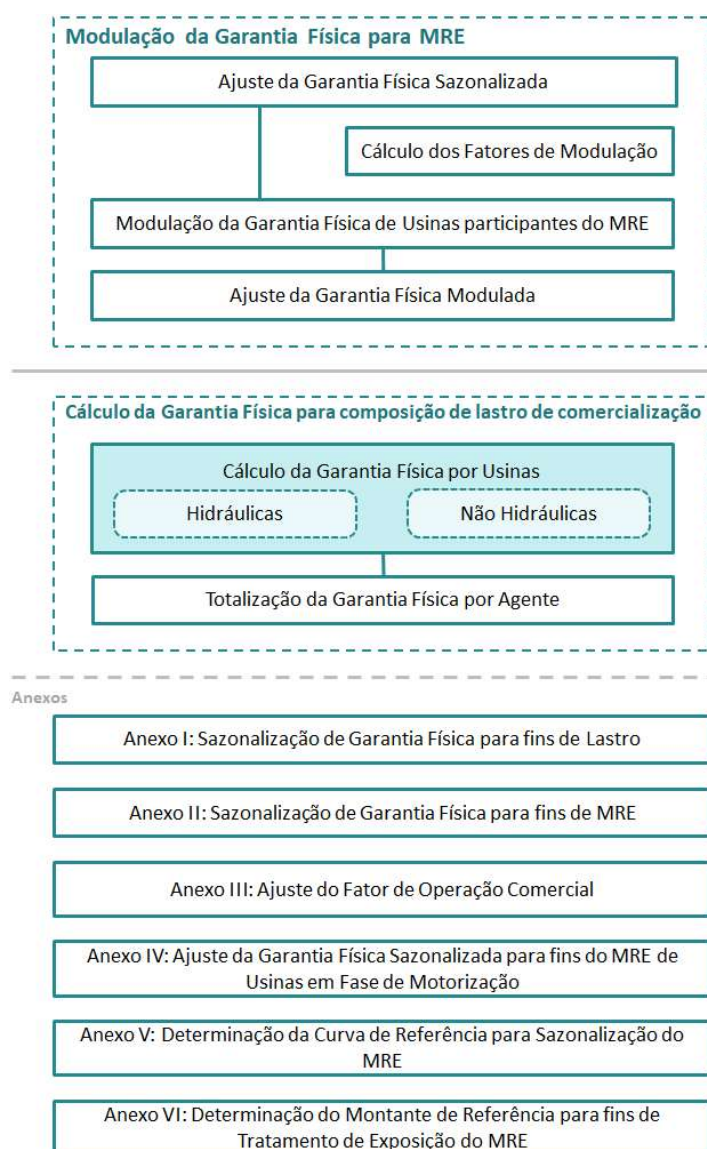 Modulação da Garantia Física para MRE
Ajuste da Garantia Física Sazonalizada
Cálculo dos Fatores de Modulação
Modulação da Garantia Física de Usinas participantes do MRE
Ajuste da Garantia Física Modulada
Cálculo da Garantia Física para composição de lastro de comercialização
Cálculo da Garantia Física por Usinas
Hidráulicas
Não Hidráulicas
Totalização da Garantia Física por Agente
Anexos
Anexo I: Sazonalização de Garantia Física para fins de Lastro
Anexo II: Sazonalização de Garantia Física para fins de MRE
Anexo III: Ajuste do Fator de Operação Comercial
Anexo IV: Ajuste da Garantia Física Sazonalizada para fins do MRE de
Usinas em Fase de Motorização
Anexo V: Determinação da Curva de Referência para Sazonalização do
MRE
Anexo VI: Determinação do Montante de Referência para fins de
Tratamento de Exposição do MRE